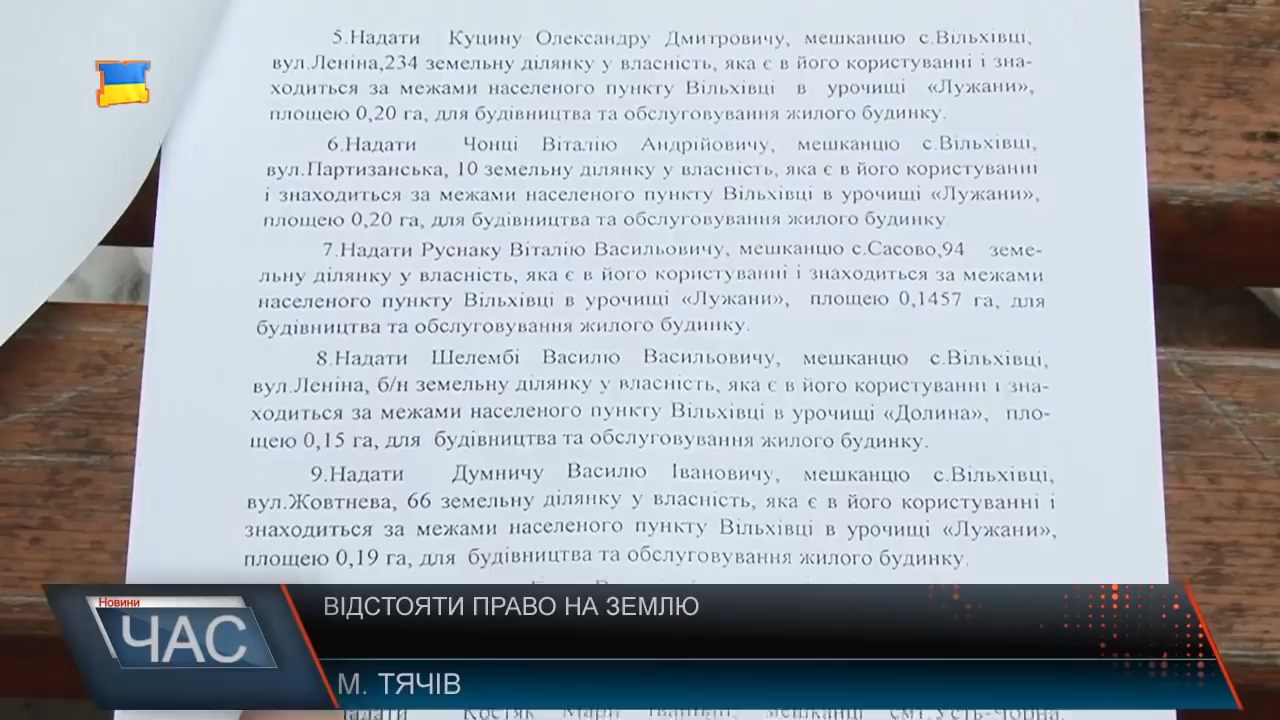 5.Надати Куцину Олександру Дмитровичу, мешканцю с.Вільхівці,
вул.Леніна,234 земельну ділянку у власність, яка є в його користуванні і зна-
ходиться за межами населеного пункту Вільхівці в урочищі «Лужани»,
площею 0,20 га, для будівництва та обслуговування жилого будинку.
6.Надати Чонці Віталію Андрійовичу, мешканцю с.Вільхівці,
вул.Партизанська, 10 земельну ділянку у власність, яка є в його користуванні
і знаходиться за межами населеного пункту Вільхівці в урочищі «Лужани»,
площею 0,20 га, для будівництва та обслуговування жилого будинку.
7.Надати Руснаку Віталію Васильовичу, мешканцю с.Сасово,94 земе-
льну ділянку у власність, яка є в його користуванні і знаходиться за межами
населеного пункту Вільхівці в урочищі «Лужани», площею 0,1457 га, для
будівництва та обслуговування жилого будинку.
8.Надати Шелембі Василю Васильовичу, мешканцю с.Вільхівці,
вул.Леніна, б/н земельну ділянку у власність, яка є в його користуванні і зна-
ходиться за межами населеного пункту Вільхівці в урочищі «Долина», пло-
щею 0,15 га, для будівництва та обслуговування жилого будинку.
9.Надати Думничу Василю Івановичу, мешканцю с.Вільхівці,
вул.Жовтнева, 66 земельну ділянку у власність, яка є в його користуванні і
знаходиться за межами населеного пункту Вільхівці в урочищі «Лужани»,
площею 0,19 га, для будівництва та обслуговування жилого будинку.
Новини
ЧАС
ВІДСТОЯТИ ПРАВО НА ЗЕМЛЮ
М. ТЯЧІВ